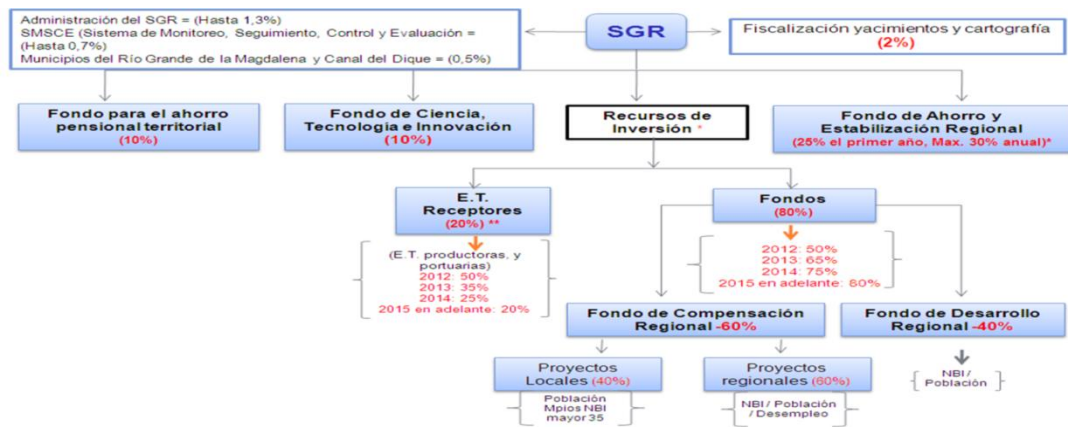 Administración del SGR = (Hasta 1,3%)
SMSCE (Sistema de Monitoreo, Seguimiento, Control y Evaluación =
(Hasta 0,7%)
Municipios del Río Grande de la Magdalena y Canal del Dique = (0,5%)
SGR
Fiscalización yacimientos y cartografía
(2%)
Fondo para el ahorro
pensional territorial
(10%)
Fondo de Ciencia,
Tecnología e Innovación
(10%)
Recursos de
Inversión *
Fondo de Ahorro y
Estabilización Regional
(25% el primer año, Max. 30% anual)*
E.T.
Receptores
(20%) **
Fondos
(80%)
(E.T. productoras, y
portuarias)
2012: 50%
2013: 35%
2014: 25%
2015 en adelante: 20%
2012: 50%
2013: 65%
2014: 75%
2015 en adelante: 80%
Fondo de Compensación
Regional -60%
Fondo de Desarrollo
Regional -40%
Proyectos
Locales (40%)
Proyectos
regionales (60%)
NBI /
Población
Población
Mpios NBI
mayor 35
NBI / Población
/ Desempleo